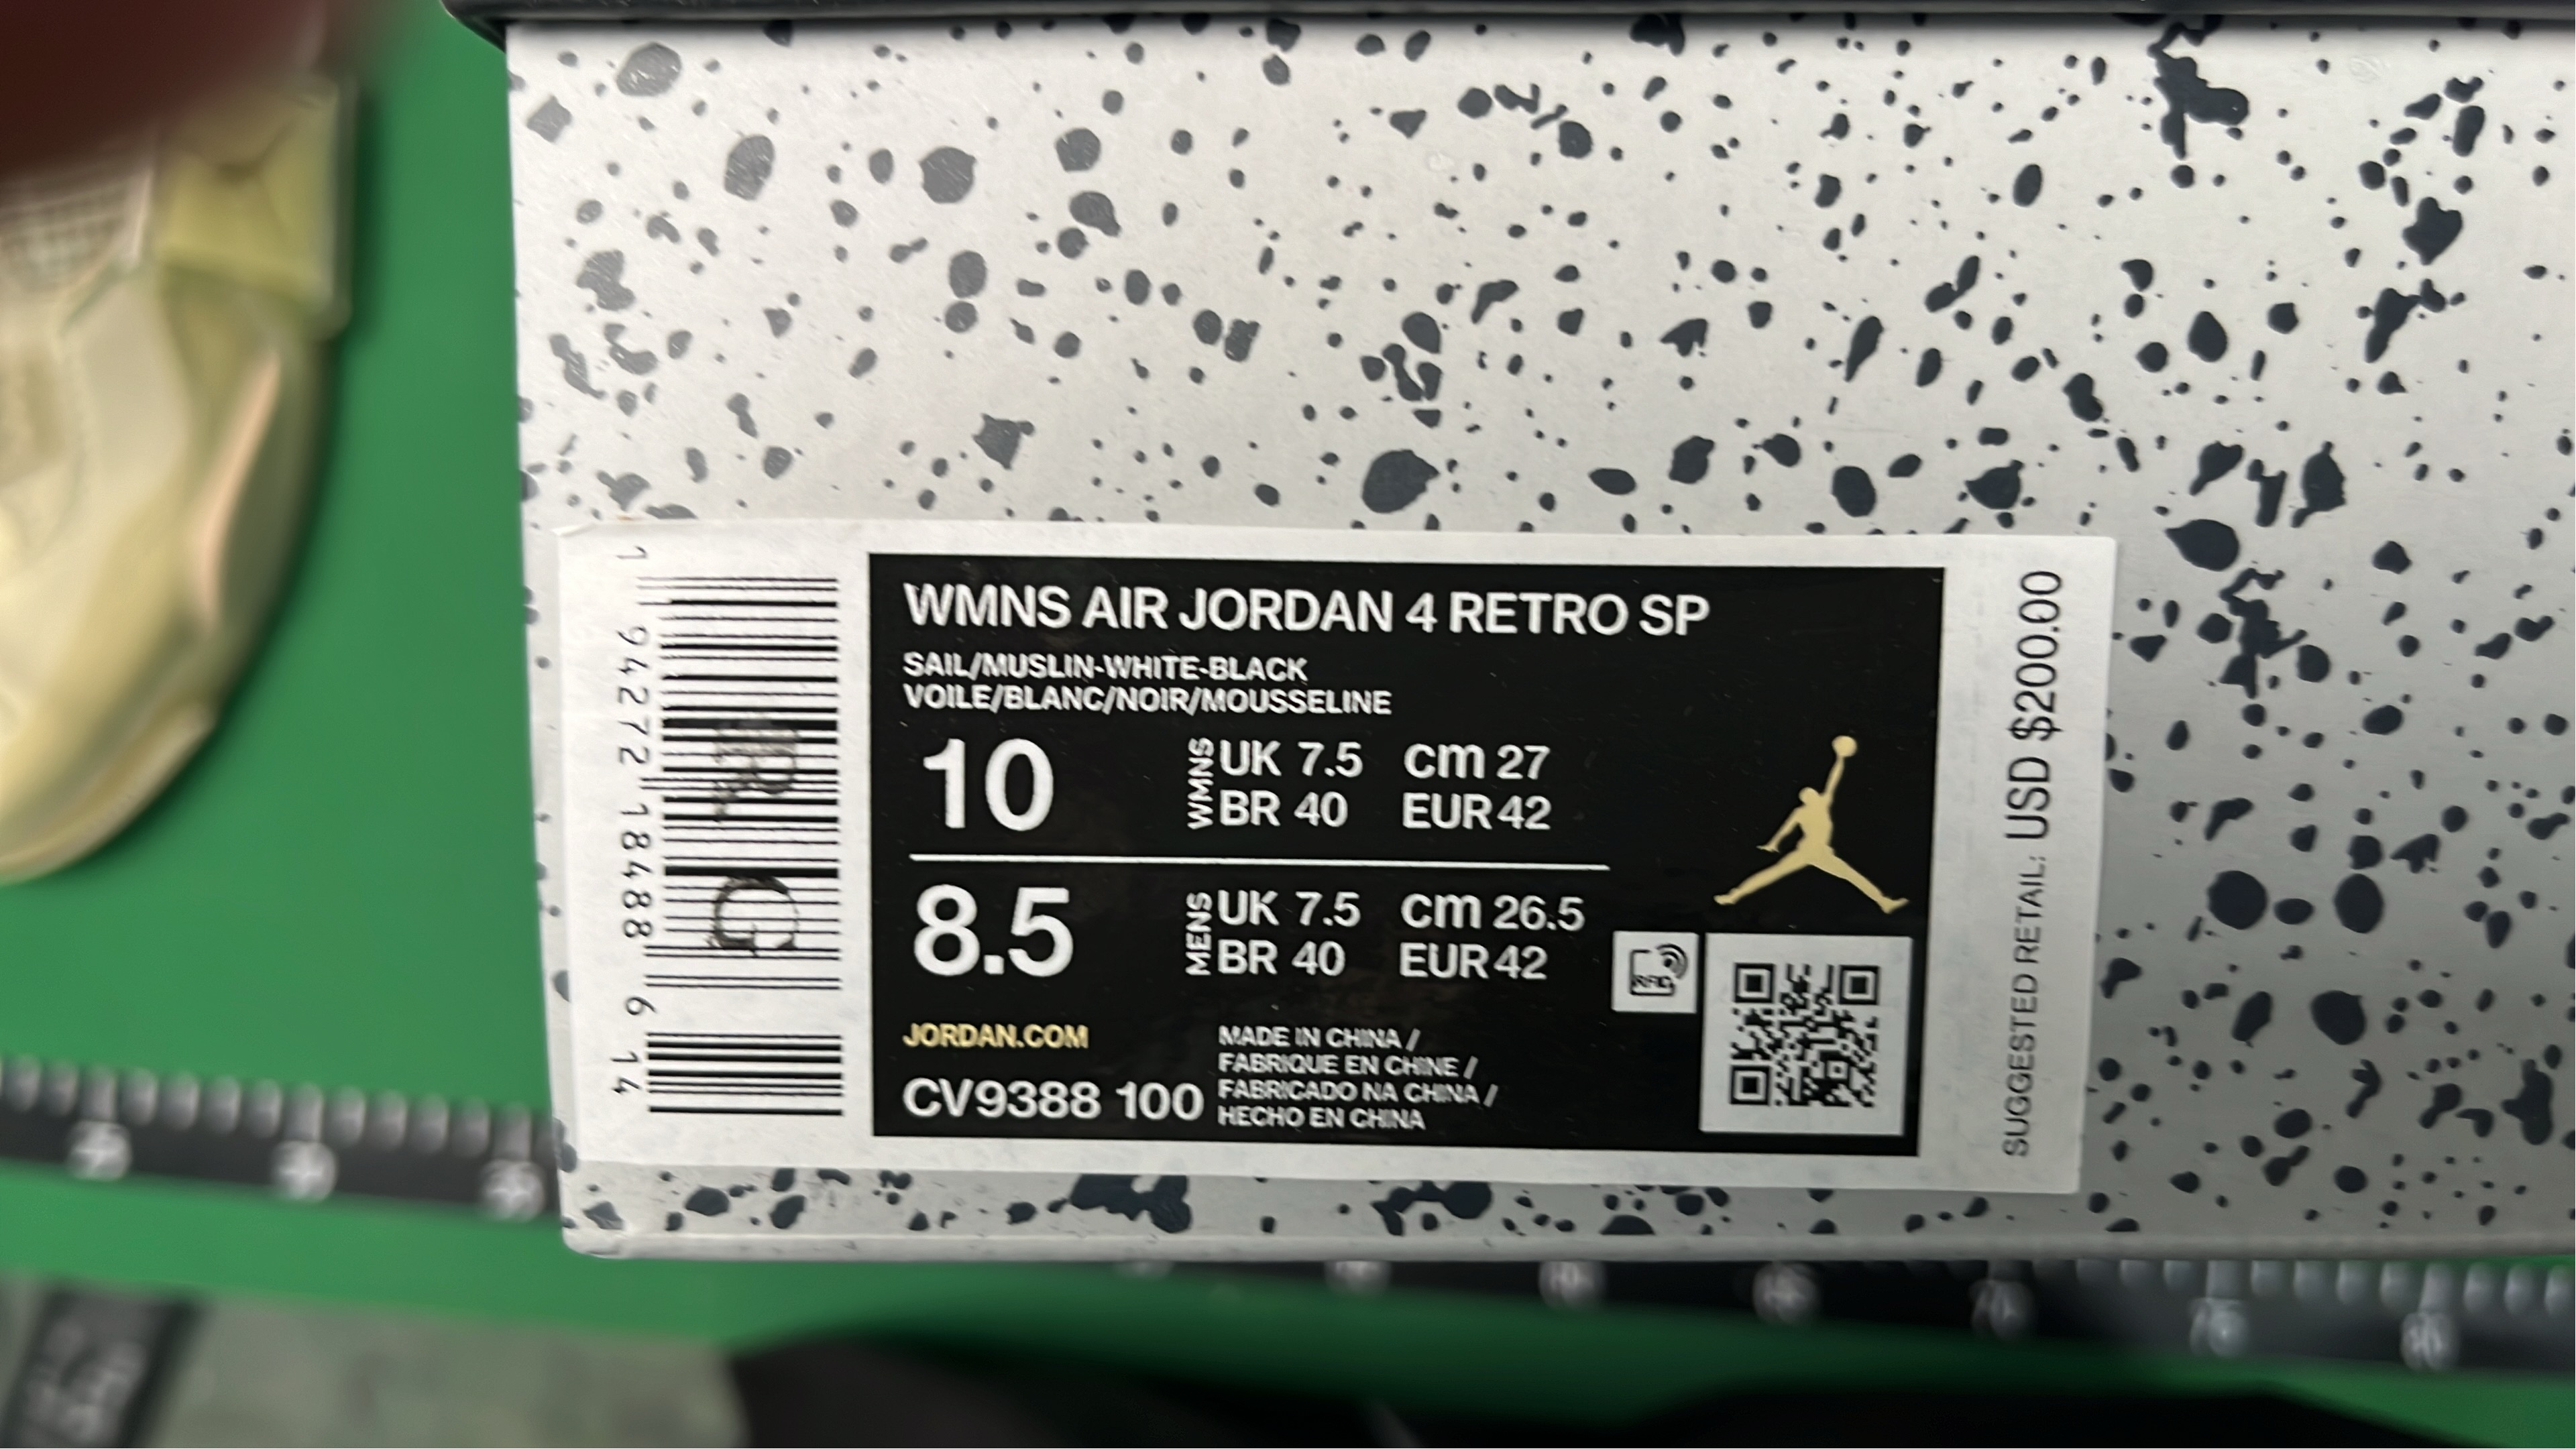 WMNS AIR JORDAN 4 RETRO SP
SAIL/MUSLIN-WHITE-BLACK
VOILE/BLANC/NOIR/MOUSSELINE
10 WMNS UK 7.5 cm 27
BR 40 EUR 42
8.5 MENS UK 7.5 cm 26.5
BR 40 EUR 42
RFID
JORDAN.COM
CV9388 100
MADE IN CHINA /
FABRIQUE EN CHINE /
FABRICADO NA CHINA /
HECHO EN CHINA
1 94272 18488 6 14
SUGGESTED RETAIL: USD $200.00